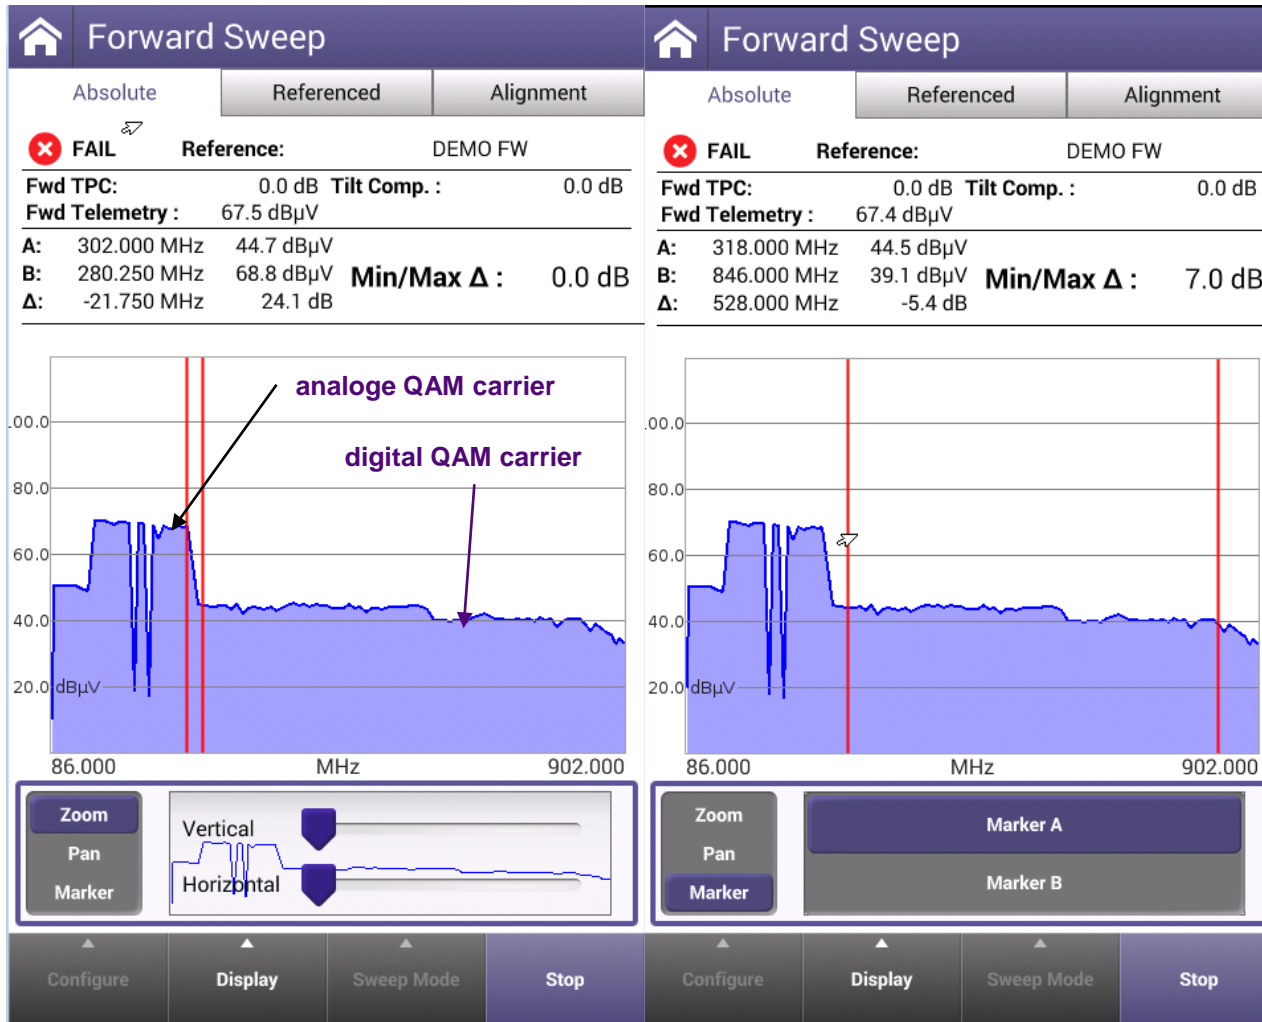 Forward Sweep
Absolute Referenced Alignment
FAIL Reference: DEMO FW
Fwd TPC: 0.0 dB Tilt Comp. : 0.0 dB
Fwd Telemetry : 67.5 dBµV
A: 302.000 MHz 44.7 dBµV
B: 280.250 MHz 68.8 dBµV Min/Max Δ : 0.0 dB
Δ: -21.750 MHz 24.1 dB
analoge QAM carrier
.00.0
digital QAM carrier
80.0
60.0
40.0
20.0 dBµV
86.000 MHz 902.000
Zoom
Pan
Marker
Vertical
Horizontal
Configure Display Sweep Mode Stop
Forward Sweep
Absolute Referenced Alignment
FAIL Reference: DEMO FW
Fwd TPC: 0.0 dB Tilt Comp. : 0.0 dB
Fwd Telemetry : 67.4 dBµV
A: 318.000 MHz 44.5 dBµV
B: 846.000 MHz 39.1 dBµV Min/Max Δ : 7.0 dB
Δ: 528.000 MHz -5.4 dB
.00.0
80.0
60.0
40.0
20.0 dBµV
86.000 MHz 902.000
Zoom
Pan
Marker
Marker A
Marker B
Configure Display Sweep Mode Stop